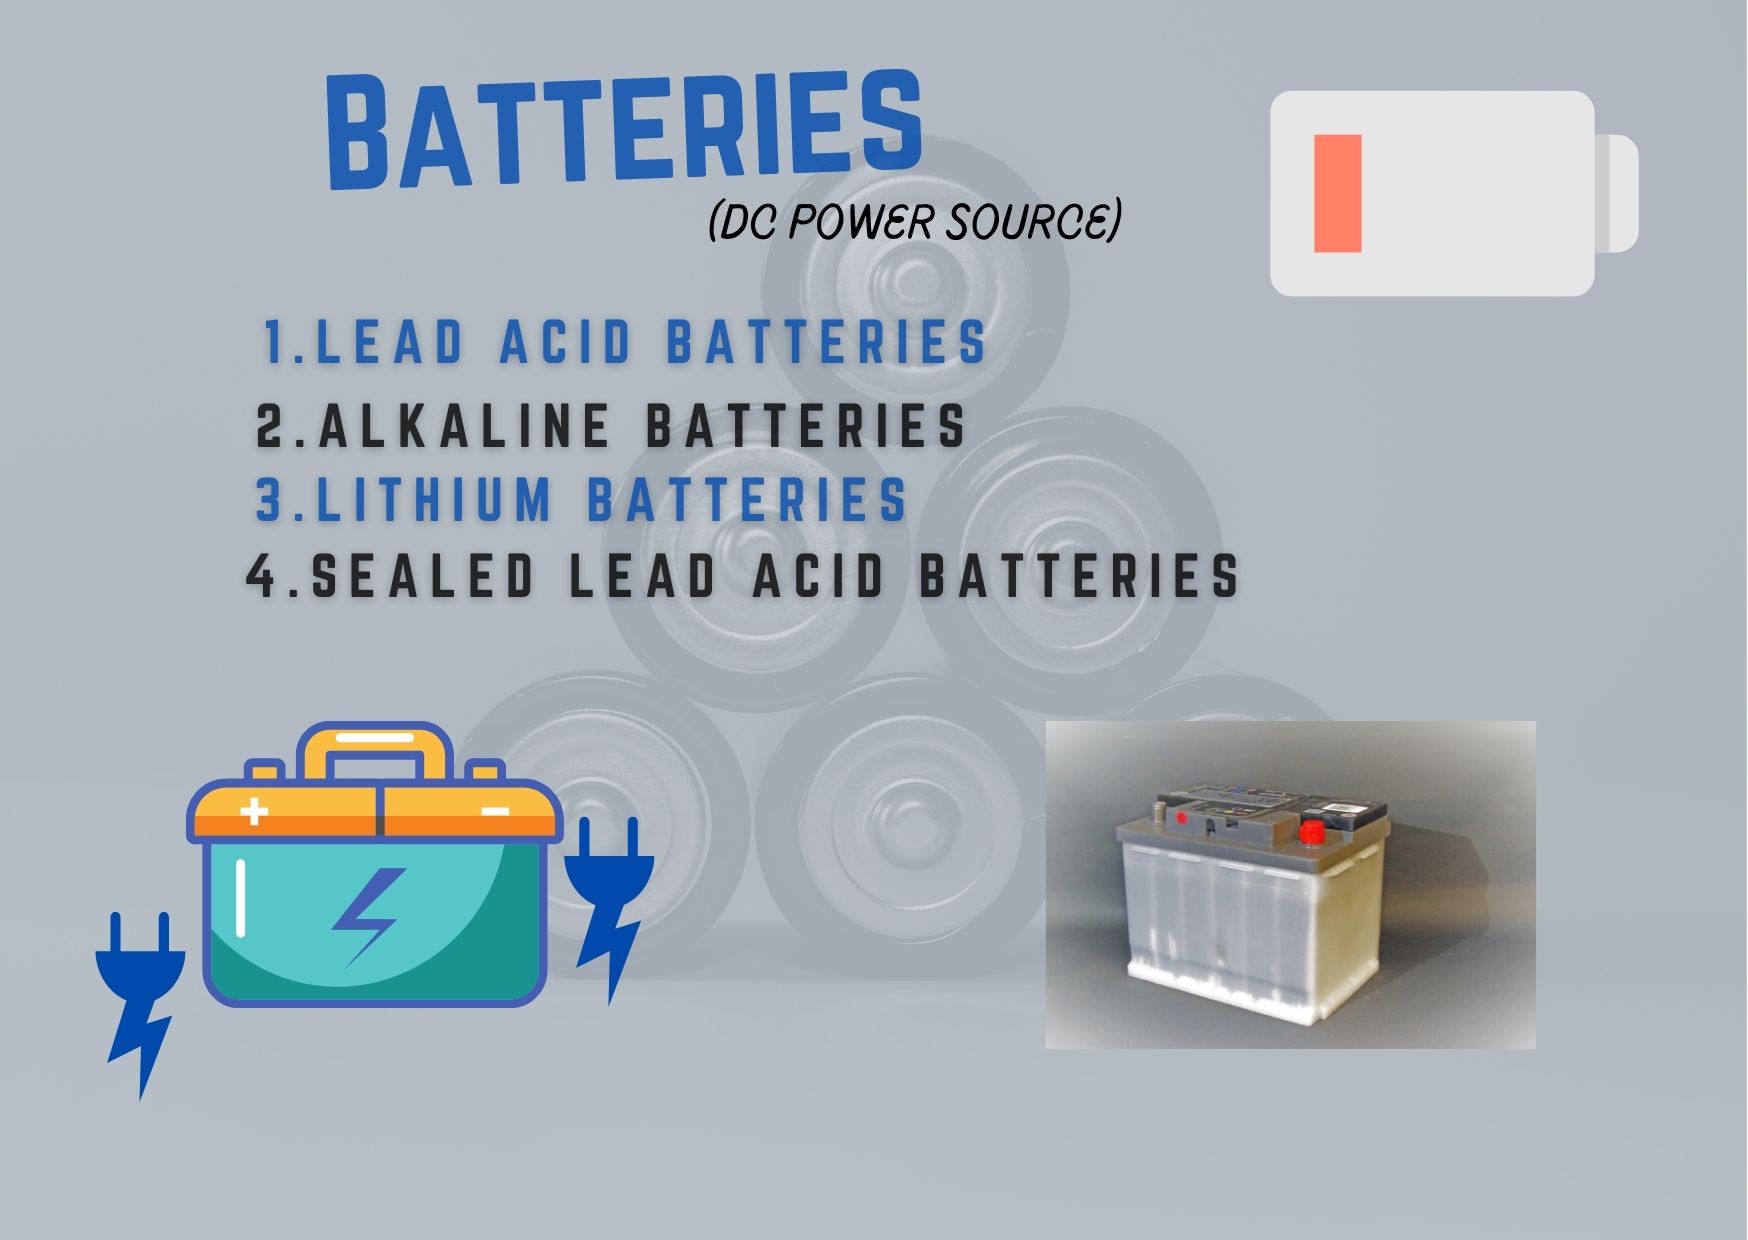 BATTERIES
(DC POWER SOURCE)
1.LEAD ACID BATTERIES
2.ALKALINE BATTERIES
3.LITHIUM BATTERIES
4.SEALED LEAD ACID BATTERIES
+ -